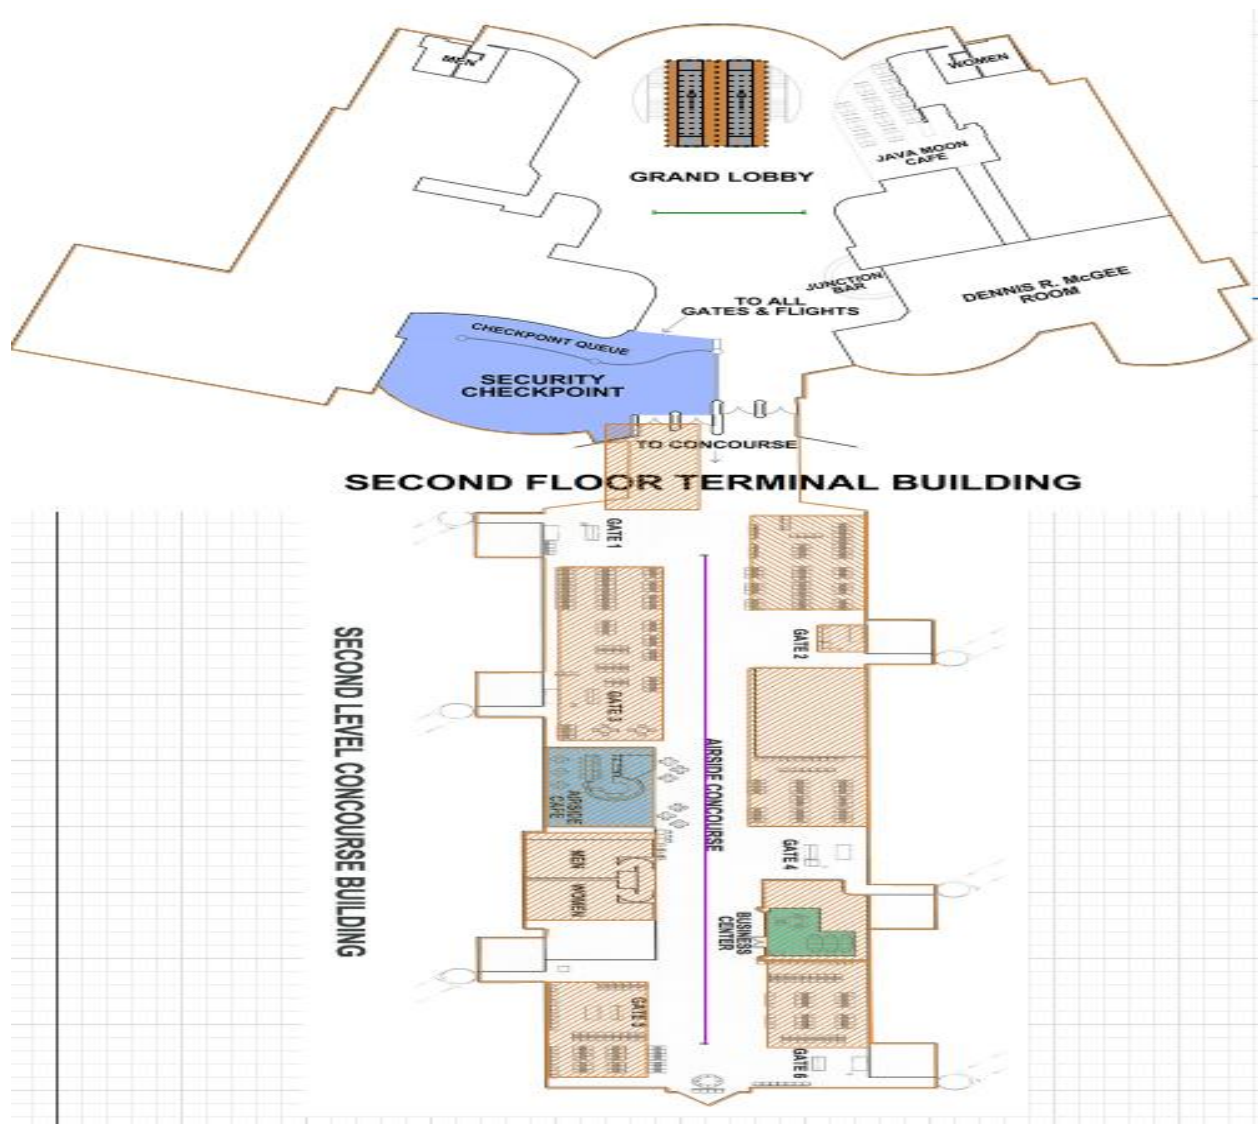 MEN
WOMEN
JAVA MOON
CAFE
GRAND LOBBY
JUNCTION
BAR
DENNIS R. McGEE
ROOM
TO ALL
GATES & FLIGHTS
CHECKPOINT QUEUE
SECURITY
CHECKPOINT
TO CONCOURSE
SECOND FLOOR TERMINAL BUILDING
GATE 1
GATE 2
SECOND LEVEL CONCOURSE BUILDING
GATE 3
AIRSIDE CONCOURSE
AIRSIDE
CAFE
GATE 4
MEN
WOMEN
BUSINESS
CENTER
GATE 5
GATE 6